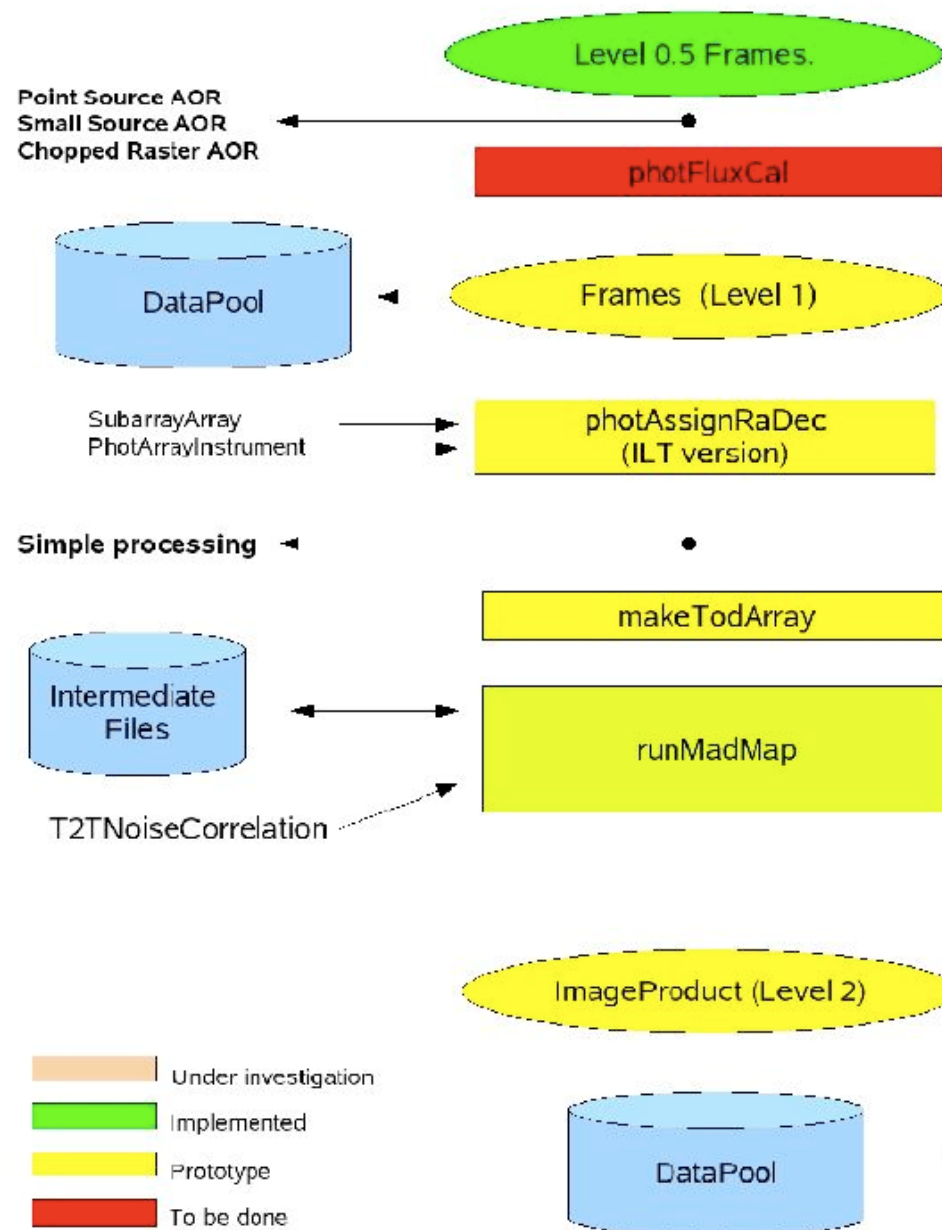 Level 0.5 Frames.
Point Source AOR
Small Source AOR
Chopped Raster AOR
photFluxCal
DataPool
Frames (Level 1)
SubarrayArray
PhotArrayInstrument
photAssignRaDec
(ILT version)
Simple processing
makeTodArray
Intermediate
Files
runMadMap
T2TNoiseCorrelation
ImageProduct (Level 2)
Under investigation
Implemented
Prototype
To be done
DataPool